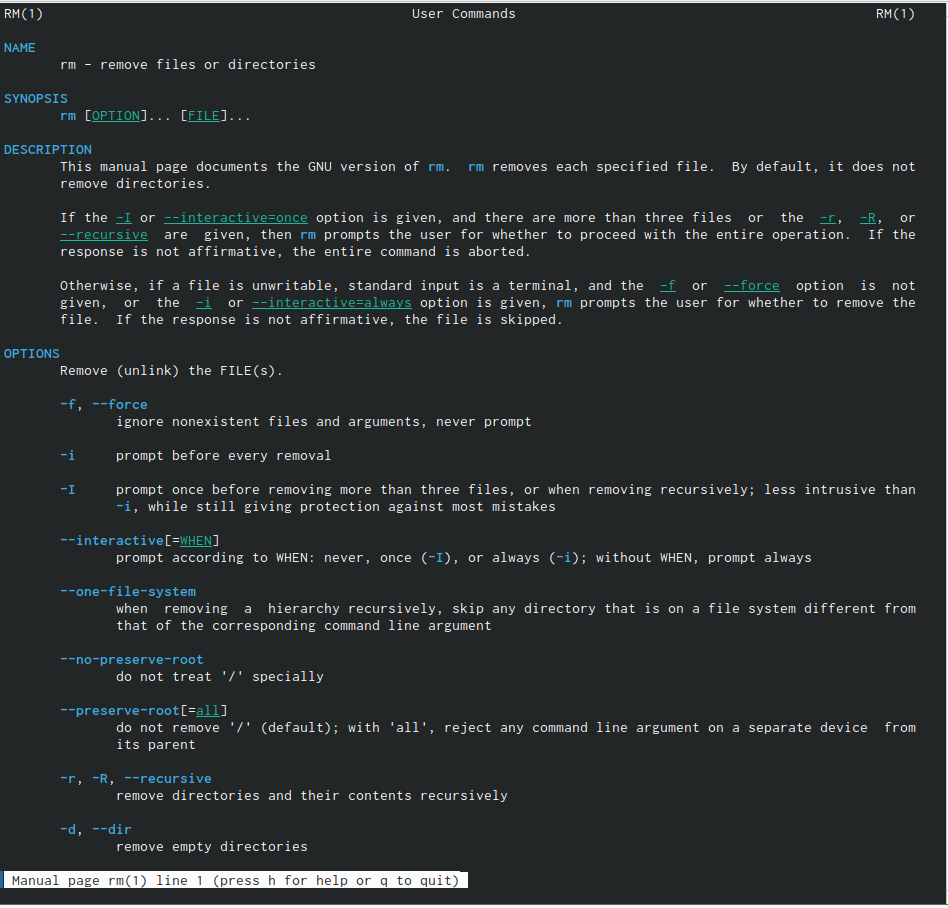 RM(1) User Commands RM(1)
NAME
rm - remove files or directories
SYNOPSIS
rm [OPTION]... [FILE]...
DESCRIPTION
This manual page documents the GNU version of rm. rm removes each specified file. By default, it does not
remove directories.
If the -I or --interactive=once option is given, and there are more than three files or the -r, -R, or
--recursive are given, then rm prompts the user for whether to proceed with the entire operation. If the
response is not affirmative, the entire command is aborted.
Otherwise, if a file is unwritable, standard input is a terminal, and the -f or --force option is not
given, or the -i or --interactive=always option is given, rm prompts the user for whether to remove the
file. If the response is not affirmative, the file is skipped.
OPTIONS
Remove (unlink) the FILE(s).
-f, --force
ignore nonexistent files and arguments, never prompt
-i prompt before every removal
-I prompt once before removing more than three files, or when removing recursively; less intrusive than
-i, while still giving protection against most mistakes
--interactive[=WHEN]
prompt according to WHEN: never, once (-I), or always (-i); without WHEN, prompt always
--one-file-system
when removing a hierarchy recursively, skip any directory that is on a file system different from
that of the corresponding command line argument
--no-preserve-root
do not treat '/' specially
--preserve-root[=all]
do not remove '/' (default); with 'all', reject any command line argument on a separate device from
its parent
-r, -R, --recursive
remove directories and their contents recursively
-d, --dir
remove empty directories
Manual page rm(1) line 1 (press h for help or q to quit)